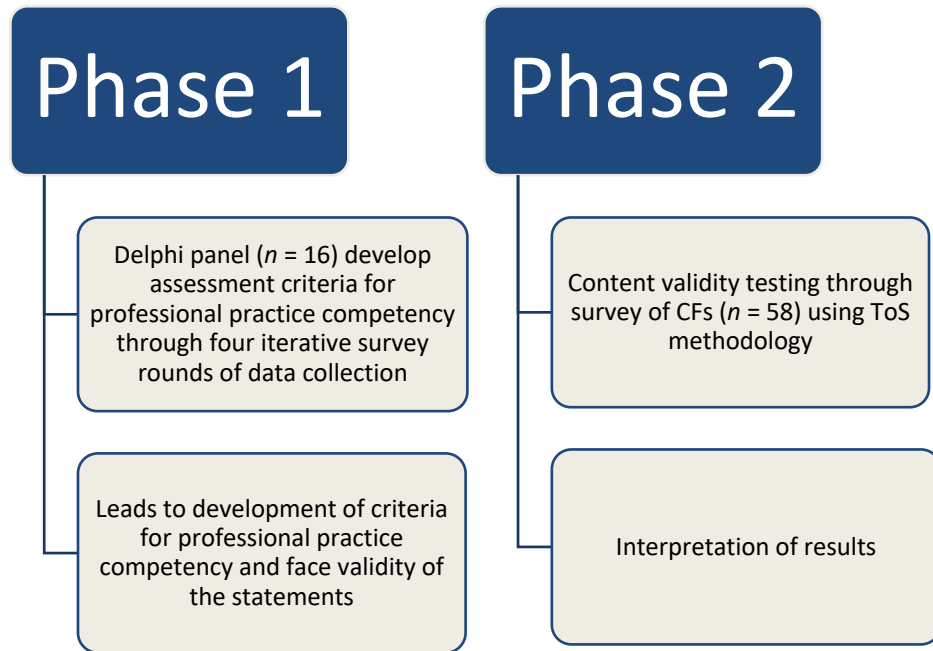 Phase 1
Delphi panel (n = 16) develop
assessment criteria for
professional practice competency
through four iterative survey
rounds of data collection
Leads to development of criteria
for professional practice
competency and face validity of
the statements
Phase 2
Content validity testing through
survey of CFs (n = 58) using ToS
methodology
Interpretation of results